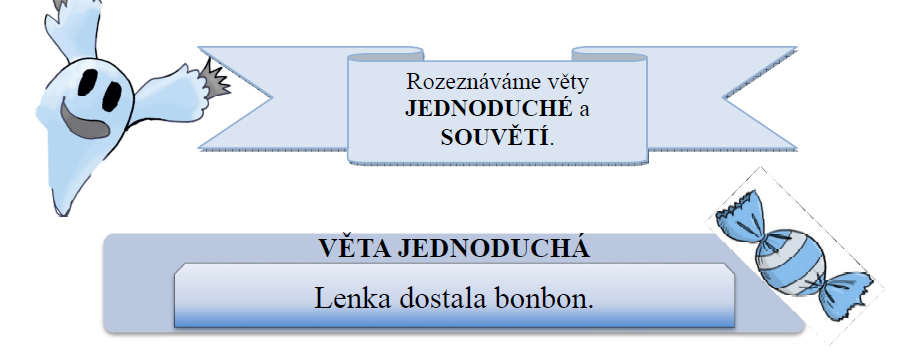 Rozeznáváme věty
JEDNODUCHÉ a
SOUVĚTÍ.
VĚTA JEDNODUCHÁ
Lenka dostala bonbon.